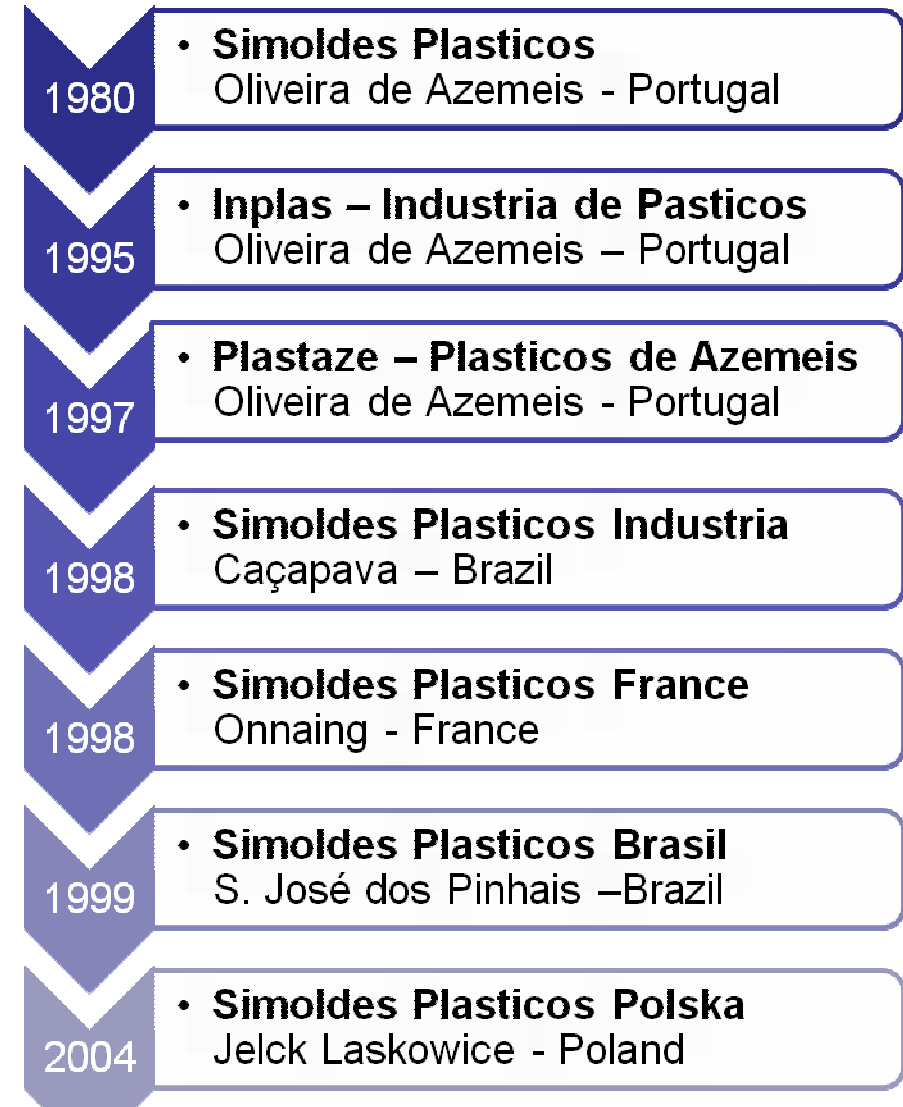 1980
• Simoldes Plasticos
Oliveira de Azemeis - Portugal
1995
• Inplas – Industria de Pasticos
Oliveira de Azemeis – Portugal
1997
• Plastaze – Plasticos de Azemeis
Oliveira de Azemeis - Portugal
1998
• Simoldes Plasticos Industria
Caçapava – Brazil
1998
• Simoldes Plasticos France
Onnaing - France
1999
• Simoldes Plasticos Brasil
S. José dos Pinhais –Brazil
2004
• Simoldes Plasticos Polska
Jelck Laskowice - Poland